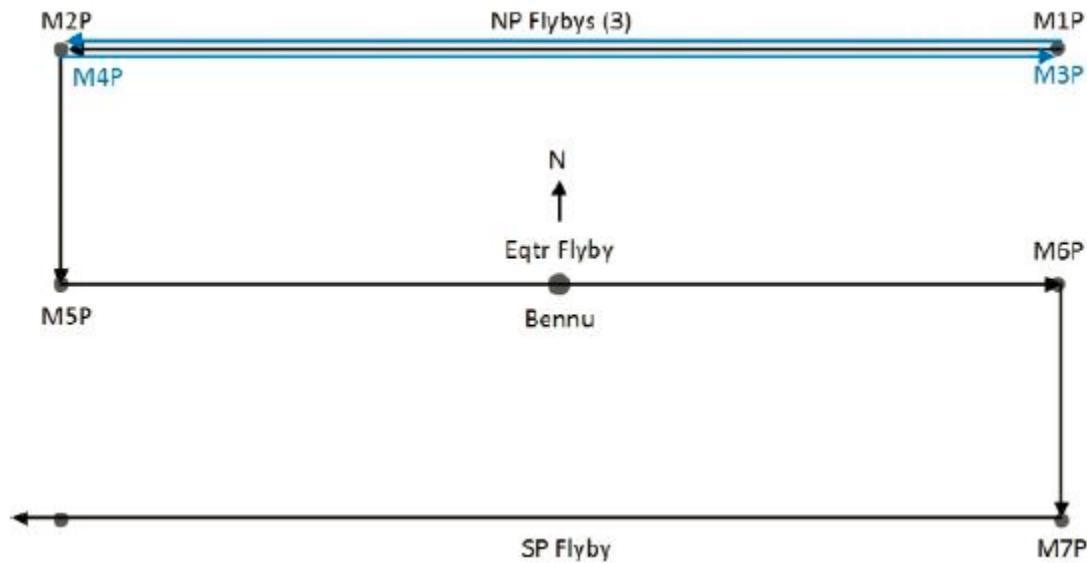 M2P
NP Flybys (3)
M1P
M4P
M3P
N
Eqtr Flyby
M6P
M5P
Bennu
SP Flyby
M7P